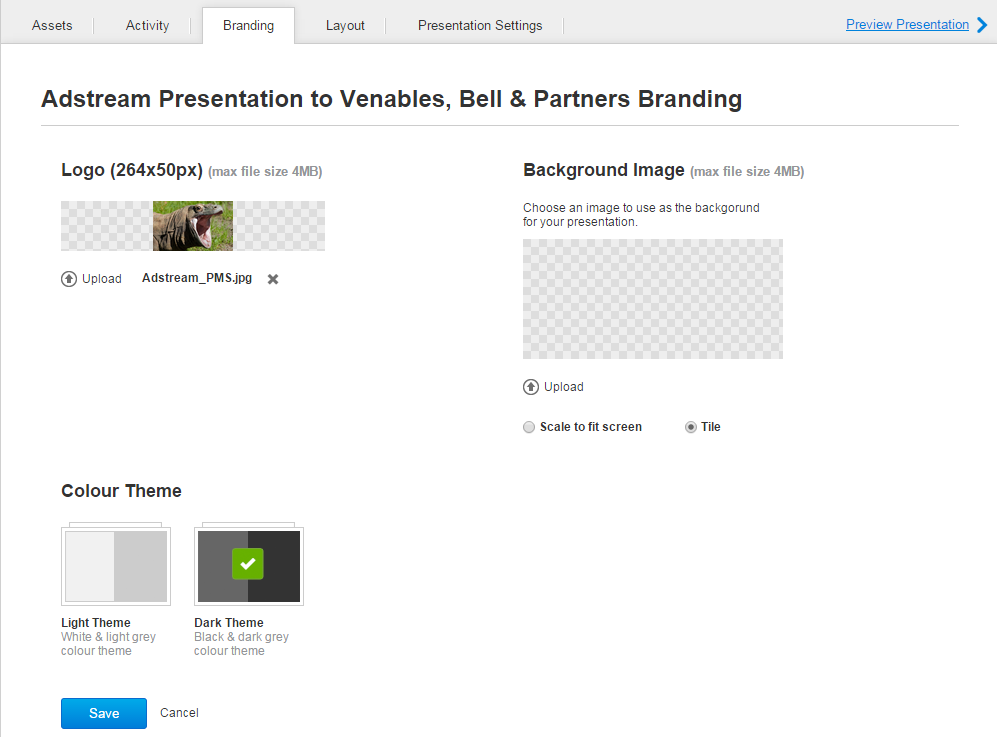 Assets Activity Branding Layout Presentation Settings Preview Presentation
Adstream Presentation to Venables, Bell & Partners Branding
Logo (264x50px) (max file size 4MB)
Upload Adstream_PMS.jpg
Background Image (max file size 4MB)
Choose an image to use as the backgorund
for your presentation.
Upload
Scale to fit screen Tile
Colour Theme
Light Theme
White & light grey
colour theme
Dark Theme
Black & dark grey
colour theme
Save Cancel